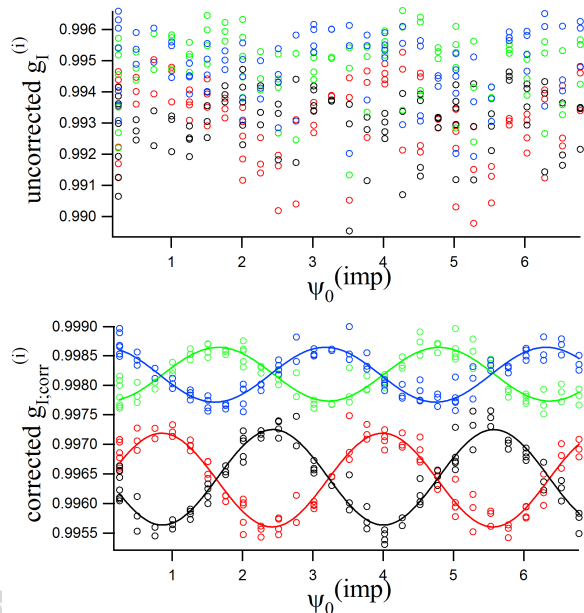 uncorrected g_I^(i)
0.996
0.995
0.994
0.993
0.992
0.991
0.990
1 2 3 4 5 6
ψ_0^(imp)
corrected g_I;corr^(i)
0.9990
0.9985
0.9980
0.9975
0.9970
0.9965
0.9960
0.9955
1 2 3 4 5 6
ψ_0^(imp)